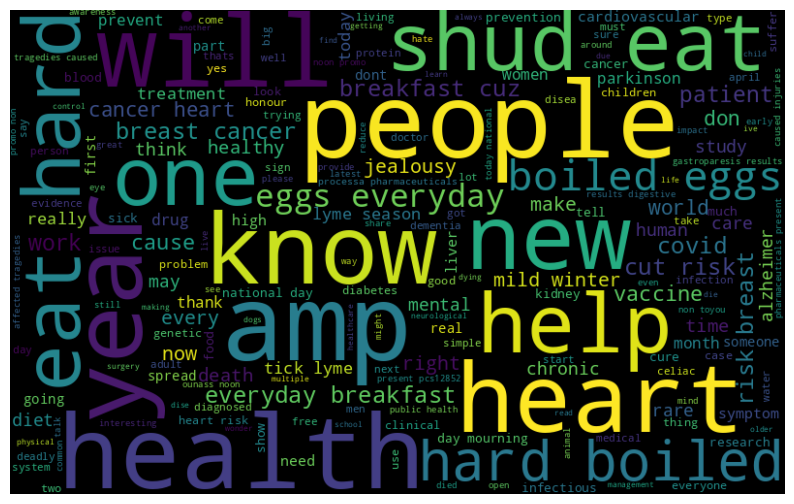 awareness
another
come
always
getting
tragedies caused
prevent
will
part
thats
yes
noon promo
hate
find
well
big
today
living
prevention
protein
sure
dont
cardiovascular
around
due
must
type
suffer
child
shud eat
blood
look
women
breakfast cuz
parkinson
april
eat hard
treatment
honour
cancer heart
trying
people
disea
children
patient
caused injuries
control
promo non
say
person
great
breast cancer
first
think
healthy
doctor
reduce
today national
don
impact
early
ive
learn
eye
please
sign
provide
jealousy
study
evidence
one
latest
processa pharmaceuticals
lot
boiled eggs
gastroparesis results
life
results digestive
really
sick
drug
high
eggs everyday
share
got
make
tell
world
much
take
work
issue
live
lyme season
dementia
human
care
affected tragedies
year
cause
know
new
covid
pharmaceuticals present
problem
see
way
liver
good
dying
cut risk
infection
die
even
may
still
making
national day
diabetes
mild winter
kidney
non toyou
alzheimer
every
thank
amp
mental
vaccine
risk breast
day
now
genetic
food
dogs
neurological
healthcare
might
real
simple
help
time
surgery
adult
death
right
start
cure
month
case
someone
going
spread
ounass noon
tick lyme
next
chronic
celiac
water
diet
diagnosed
multiple
present pcs12852
everyday breakfast
heart
rare
mind
symptom
physical
interesting
dise
heart risk
men
public health
older
deadly
common
talk
health
show
free
clinical
day mourning
thing
read
animal
medical
research
system
wonder
school
need
use
hard boiled
everyone
two
died
open
infectious
management